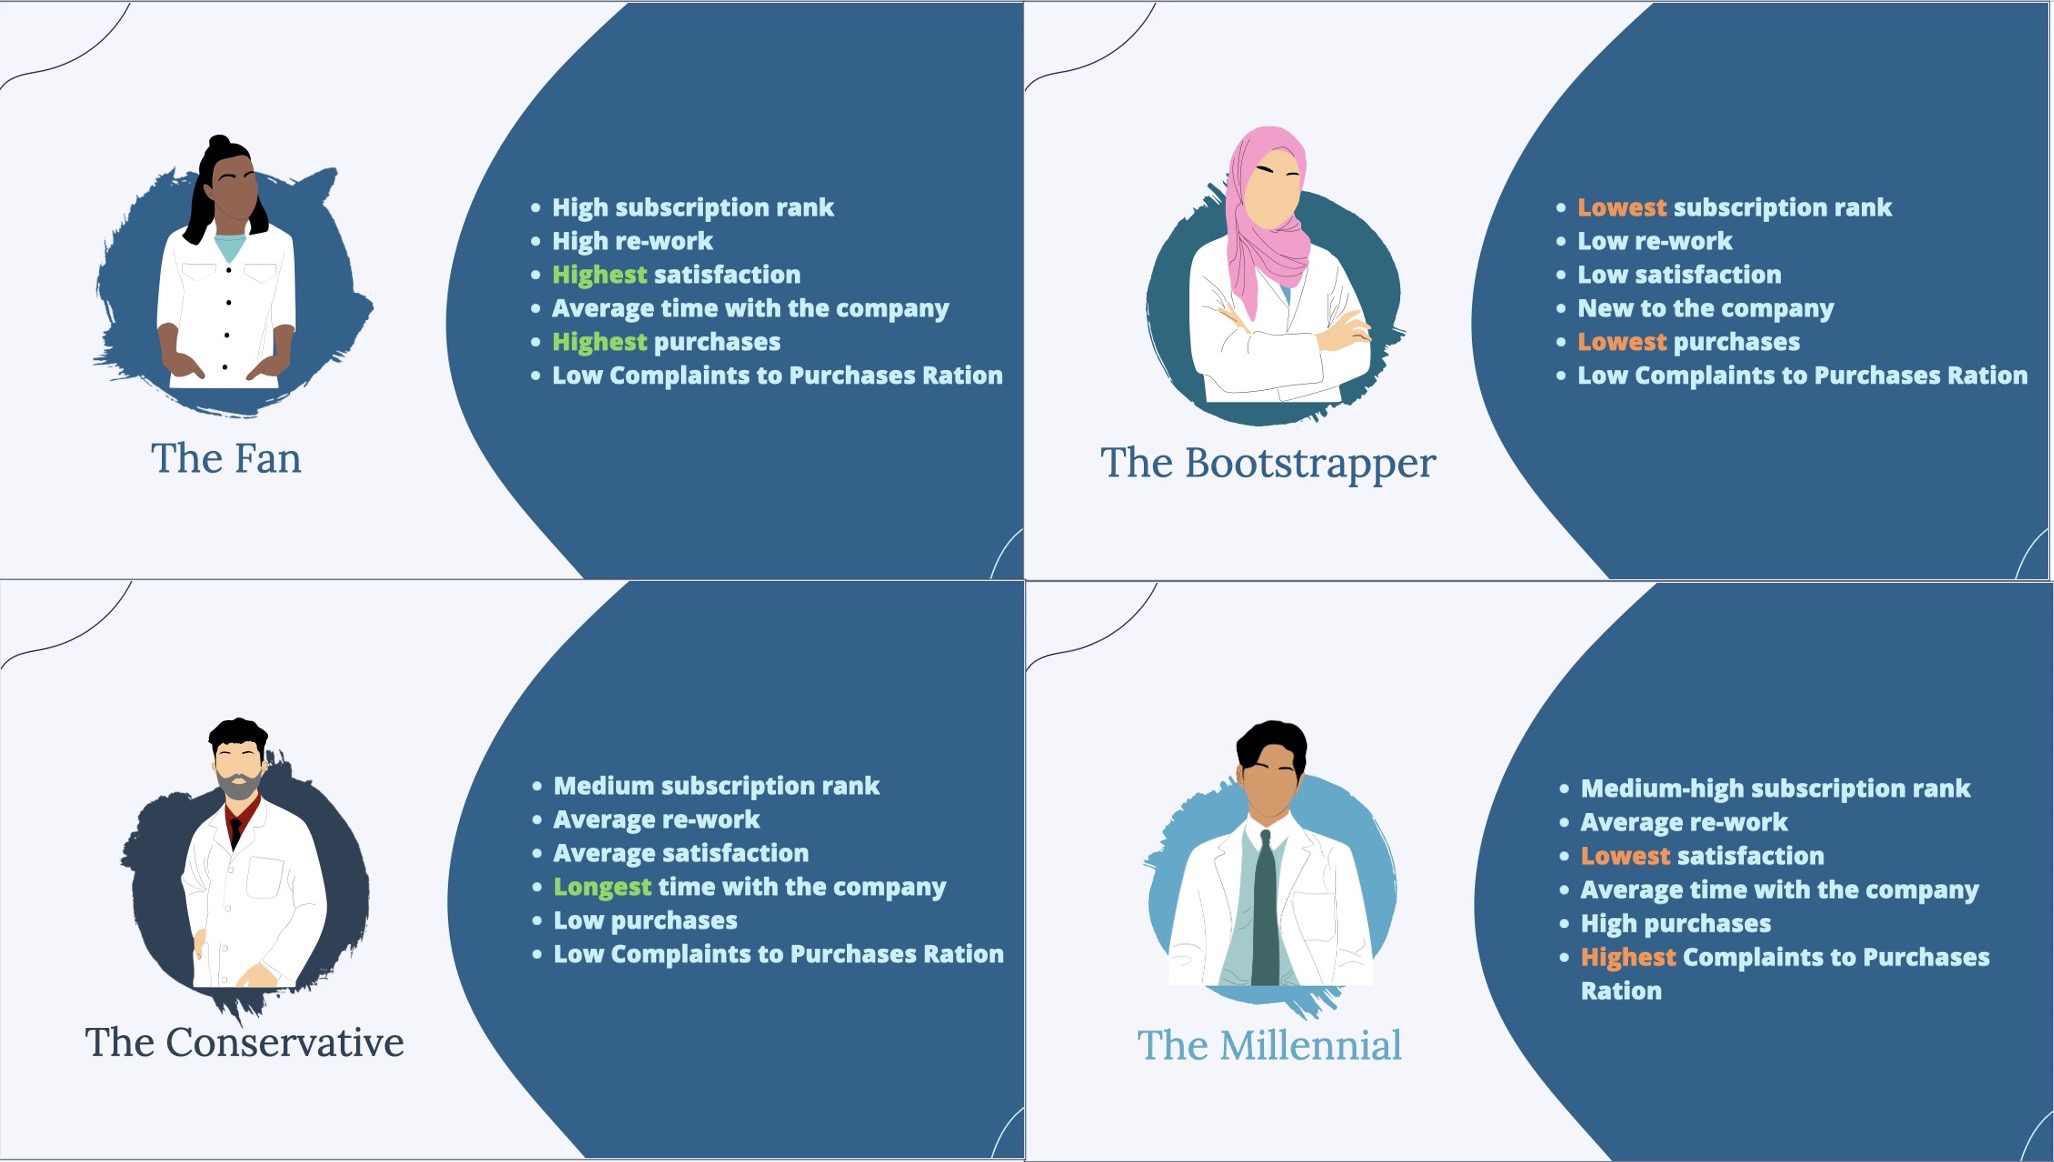 High subscription rank
High re-work
Highest satisfaction
Average time with the company
Highest purchases
Low Complaints to Purchases Ration
The Fan
Lowest subscription rank
Low re-work
Low satisfaction
New to the company
Lowest purchases
Low Complaints to Purchases Ration
The Bootstrapper
Medium subscription rank
Average re-work
Average satisfaction
Longest time with the company
Low purchases
Low Complaints to Purchases Ration
The Conservative
Medium-high subscription rank
Average re-work
Lowest satisfaction
Average time with the company
High purchases
Highest Complaints to Purchases
Ration
The Millennial